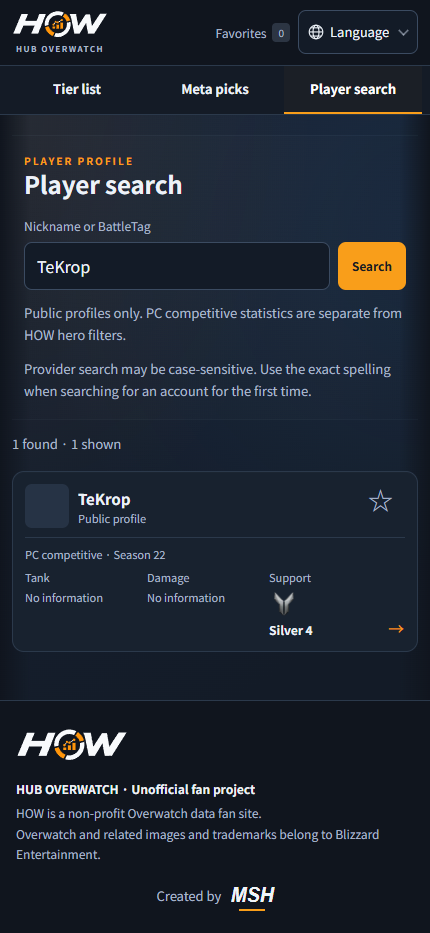 HOW
HUB OVERWATCH
Favorites 0
Language
Tier list
Meta picks
Player search
PLAYER PROFILE
Player search
Nickname or BattleTag
TeKrop
Search
Public profiles only. PC competitive statistics are separate from
HOW hero filters.
Provider search may be case-sensitive. Use the exact spelling
when searching for an account for the first time.
1 found · 1 shown
TeKrop
Public profile
PC competitive · Season 22
Tank
No information
Damage
No information
Support
Silver 4
→
HOW
HUB OVERWATCH · Unofficial fan project
HOW is a non-profit Overwatch data fan site.
Overwatch and related images and trademarks belong to Blizzard
Entertainment.
Created by MSH